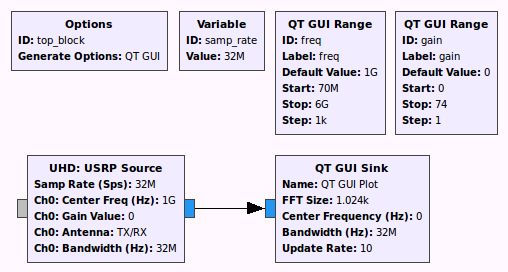 Options
ID: top_block
Generate Options: QT GUI
Variable
ID: samp_rate
Value: 32M
QT GUI Range
ID: freq
Label: freq
Default Value: 1G
Start: 70M
Stop: 6G
Step: 1k
QT GUI Range
ID: gain
Label: gain
Default Value: 0
Start: 0
Stop: 74
Step: 1
UHD: USRP Source
Samp Rate (Sps): 32M
Ch0: Center Freq (Hz): 1G
Ch0: Gain Value: 0
Ch0: Antenna: TX/RX
Ch0: Bandwidth (Hz): 32M
QT GUI Sink
Name: QT GUI Plot
FFT Size: 1.024k
Center Frequency (Hz): 0
Bandwidth (Hz): 32M
Update Rate: 10